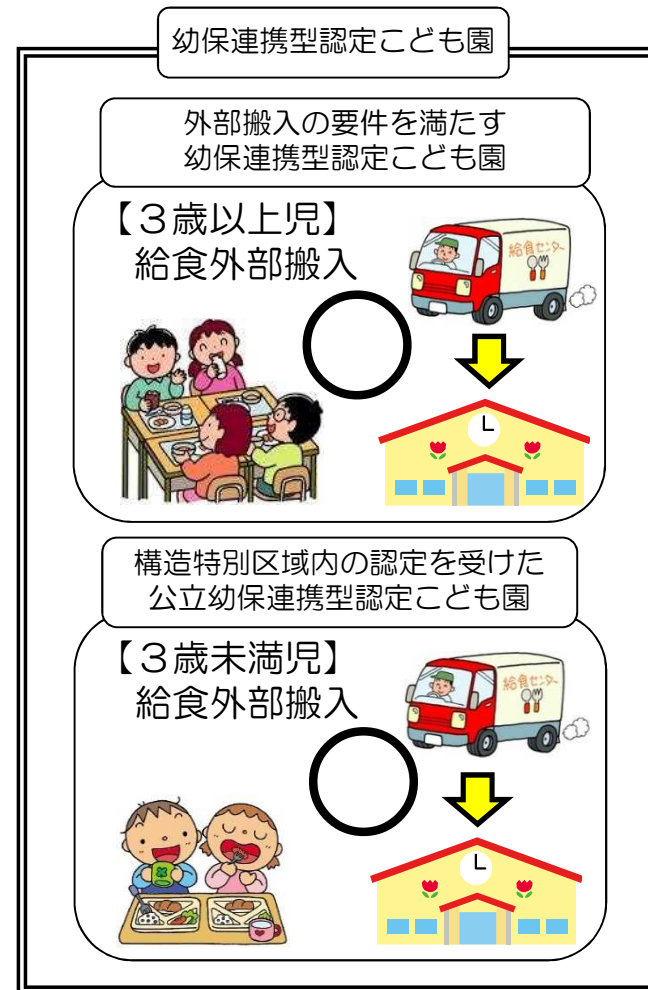 幼保連携型認定こども園
外部搬入の要件を満たす
幼保連携型認定こども園
【３歳以上児】
給食外部搬入
給食センター
構造特別区域内の認定を受けた
公立幼保連携型認定こども園
【３歳未満児】
給食外部搬入
給食センター